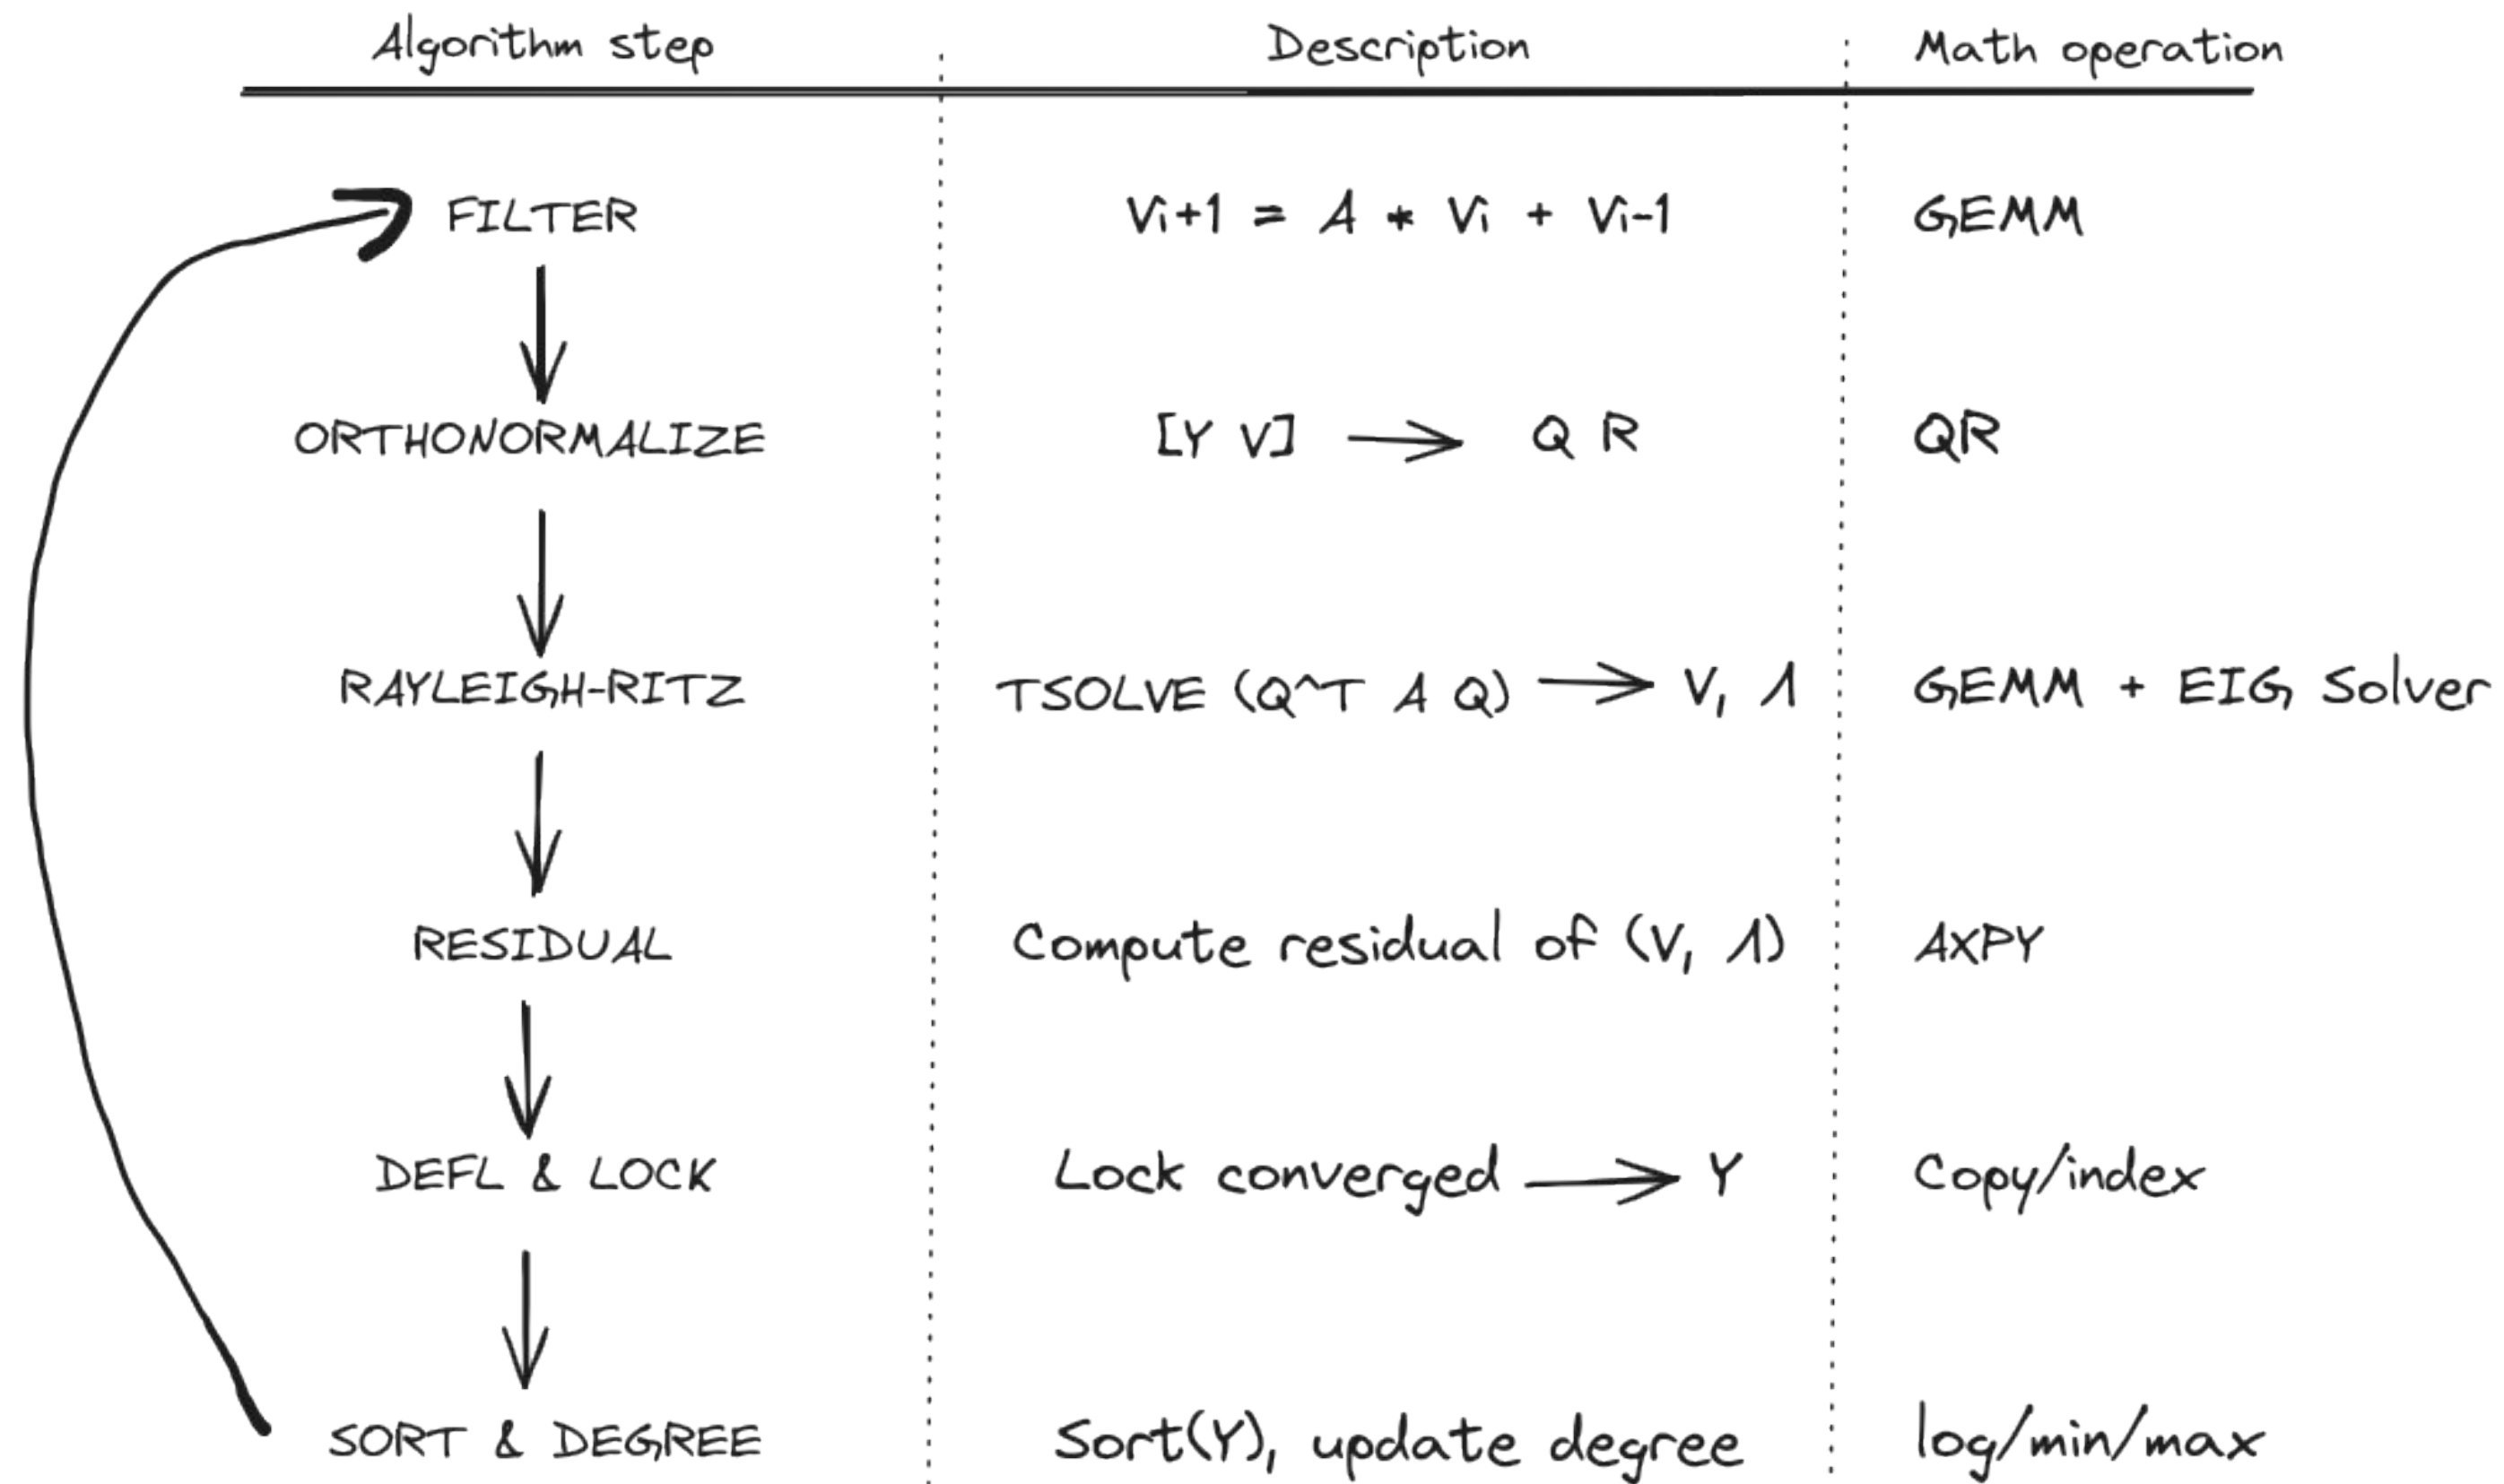 Algorithm step Description Math operation
FILTER Vi+1 = A * Vi + Vi-1 GEMM
ORTHONORMALIZE [Y V] → Q R QR
RAYLEIGH-RITZ TSOLVE (Q^T A Q) → V, Λ GEMM + EIG Solver
RESIDUAL Compute residual of (V, Λ) AXPY
DEFL & LOCK Lock converged → Y Copy/index
SORT & DEGREE Sort(Y), update degree log/min/max